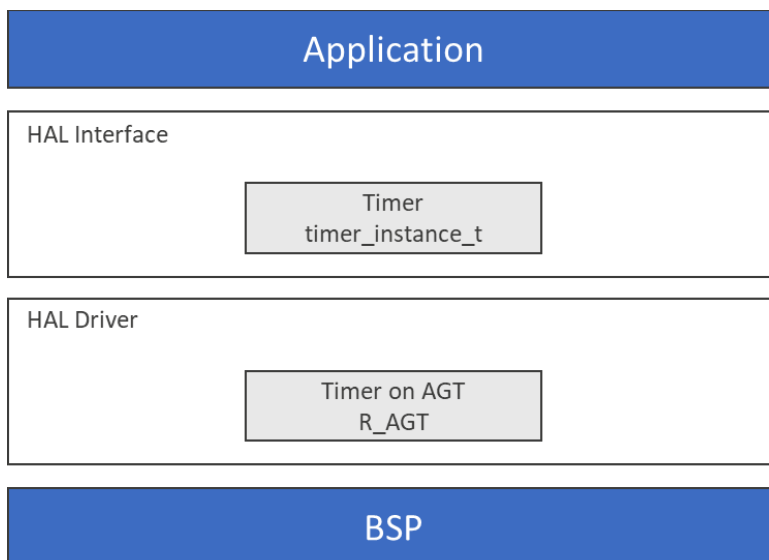 Application
HAL Interface
Timer
timer_instance_t
HAL Driver
Timer on AGT
R_AGT
BSP